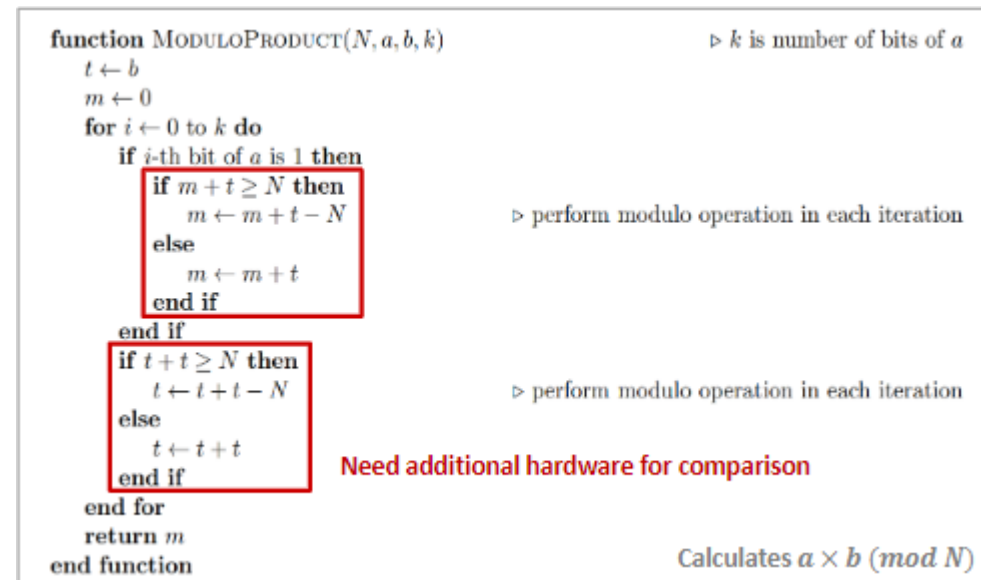 function MODULOPRODUCT(N, a, b, k) ▷ k is number of bits of a
t ← b
m ← 0
for i ← 0 to k do
if i-th bit of a is 1 then
if m + t ≥ N then
m ← m + t − N ▷ perform modulo operation in each iteration
else
m ← m + t
end if
end if
if t + t ≥ N then
t ← t + t − N ▷ perform modulo operation in each iteration
else
t ← t + t
end if Need additional hardware for comparison
end for
return m
end function Calculates a × b (mod N)